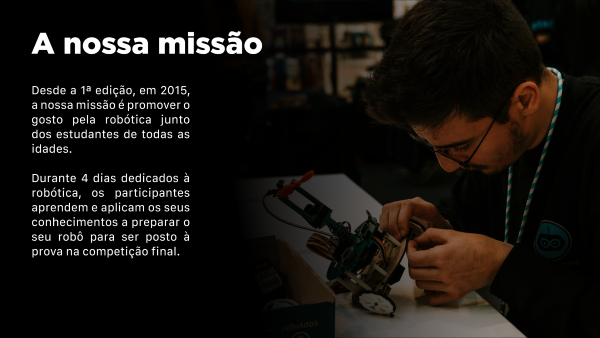 A nossa missão
Desde a 1ª edição, em 2015,
a nossa missão é promover o
gosto pela robótica junto
dos estudantes de todas as
idades.
Durante 4 dias dedicados à
robótica, os participantes
aprendem e aplicam os seus
conhecimentos a preparar o
seu robô para ser posto à
prova na competição final.